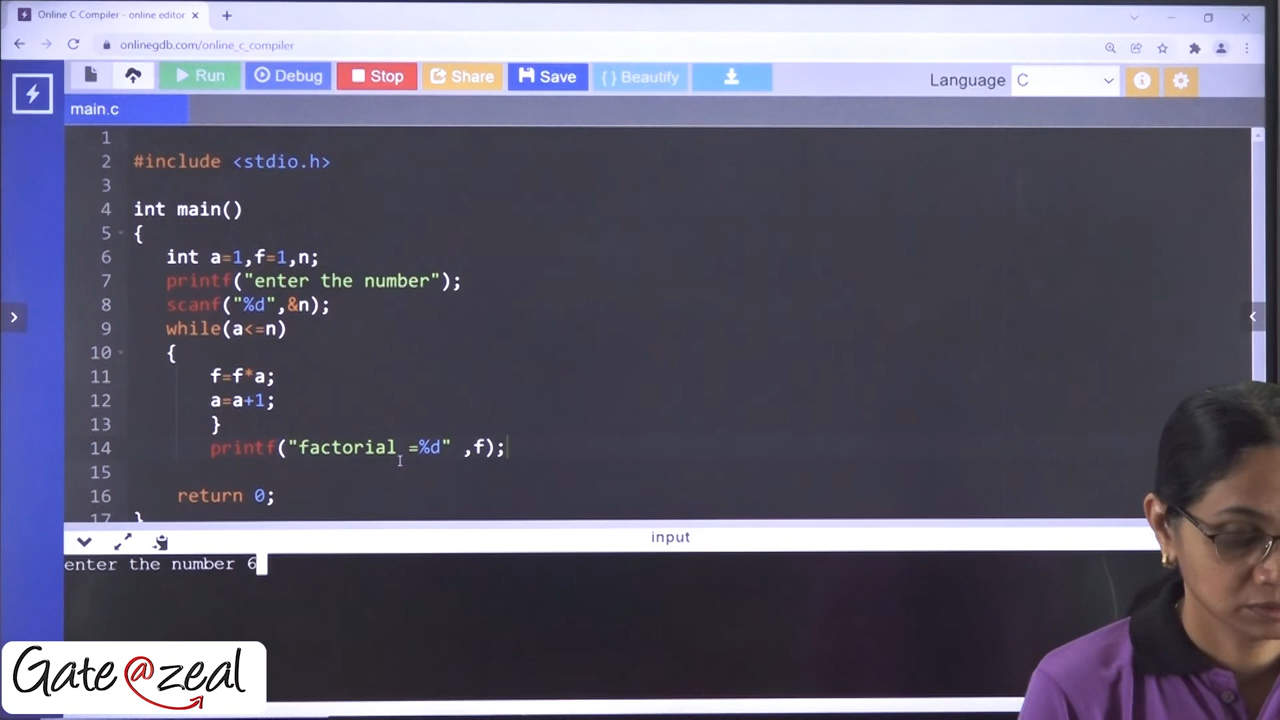 Online C Compiler - online editor
onlinegdb.com/online_c_compiler
Run Debug Stop Share Save { } Beautify Language C
main.c
1
2 #include <stdio.h>
3
4 int main()
5 {
6 int a=1,f=1,n;
7 printf("enter the number");
8 scanf("%d",&n);
9 while(a<=n)
10 {
11 f=f*a;
12 a=a+1;
13 }
14 printf("factorial =%d" ,f);
15
16 return 0;
17 }
input
enter the number 6
Gate@zeal